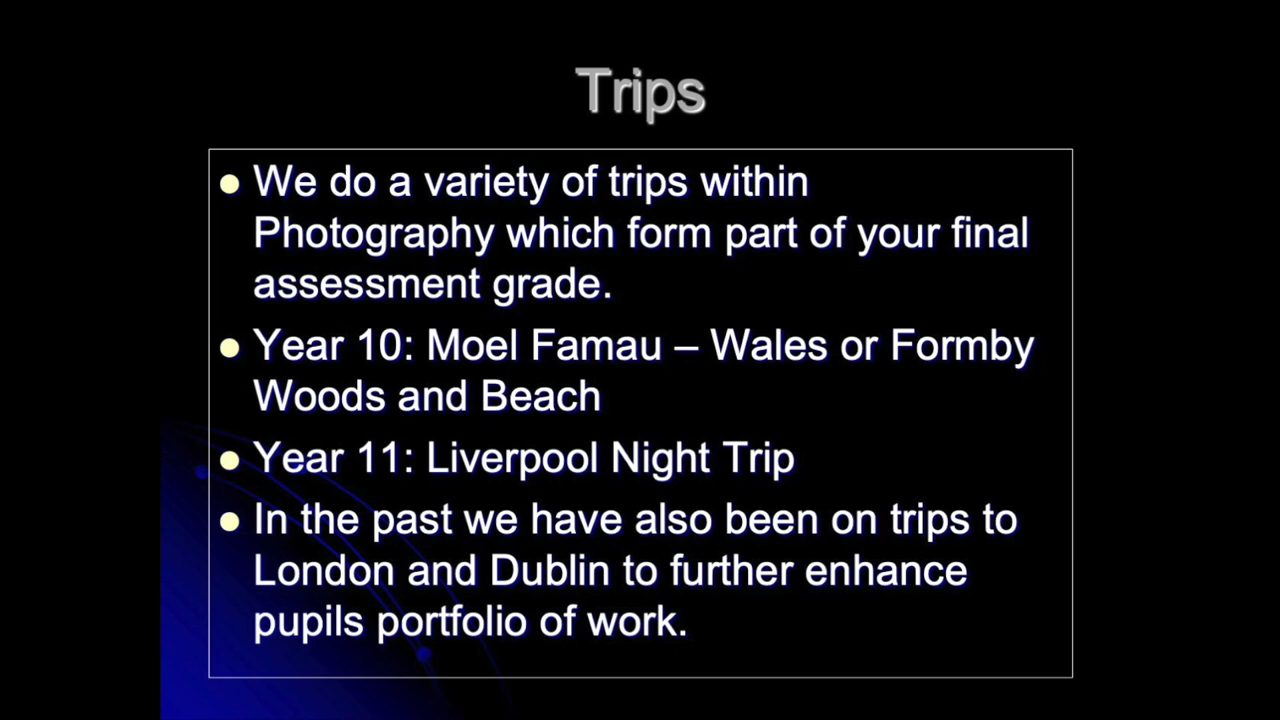 Trips
We do a variety of trips within
Photography which form part of your final
assessment grade.
Year 10: Moel Famau – Wales or Formby
Woods and Beach
Year 11: Liverpool Night Trip
In the past we have also been on trips to
London and Dublin to further enhance
pupils portfolio of work.